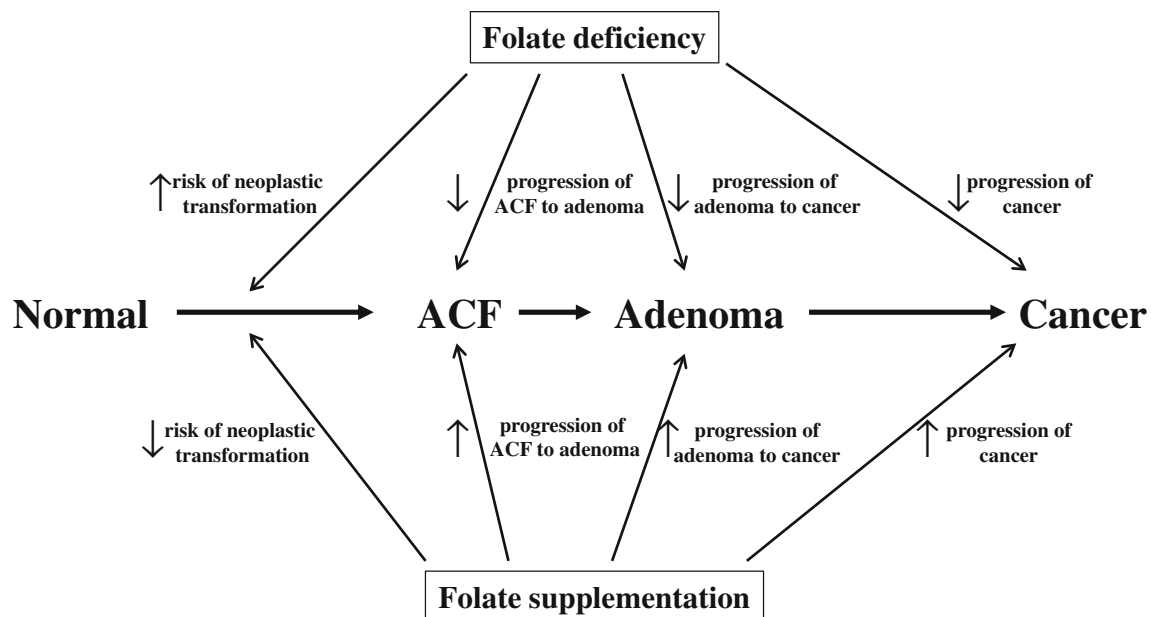 Folate deficiency
↑ risk of neoplastic
transformation
↓ progression of
ACF to adenoma
↓ progression of
adenoma to cancer
↓ progression of
cancer
Normal
ACF
Adenoma
Cancer
↓ risk of neoplastic
transformation
↑ progression of
ACF to adenoma
↑ progression of
adenoma to cancer
↑ progression of
cancer
Folate supplementation